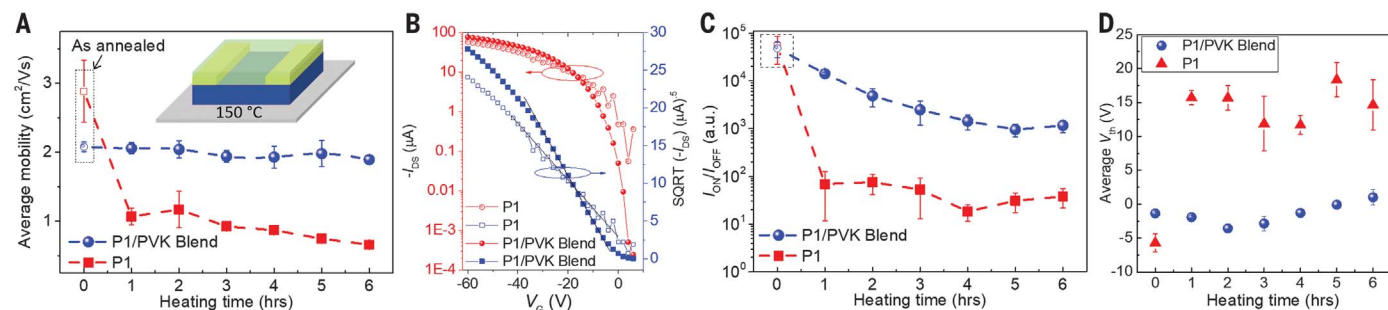 A
As annealed
3
2
1
0 1 2 3 4 5 6
Heating time (hrs)
Average mobility (cm²/Vs)
150 °C
P1/PVK Blend
P1
B
100
10
1
0.1
0.01
1E-3
1E-4
-I_DS (µA)
30
25
20
15
10
5
0
SQRT (-I_DS) (µA)^.5
P1
P1
P1/PVK Blend
P1/PVK Blend
-60 -40 -20 0
V_G (V)
C
10⁵
10⁴
10³
10²
10¹
10⁰
I_ON/I_OFF (a.u.)
P1/PVK Blend
P1
0 1 2 3 4 5 6
Heating time (hrs)
D
25
20
15
10
5
0
-5
-10
Average V_th (V)
P1/PVK Blend
P1
0 1 2 3 4 5 6
Heating time (hrs)